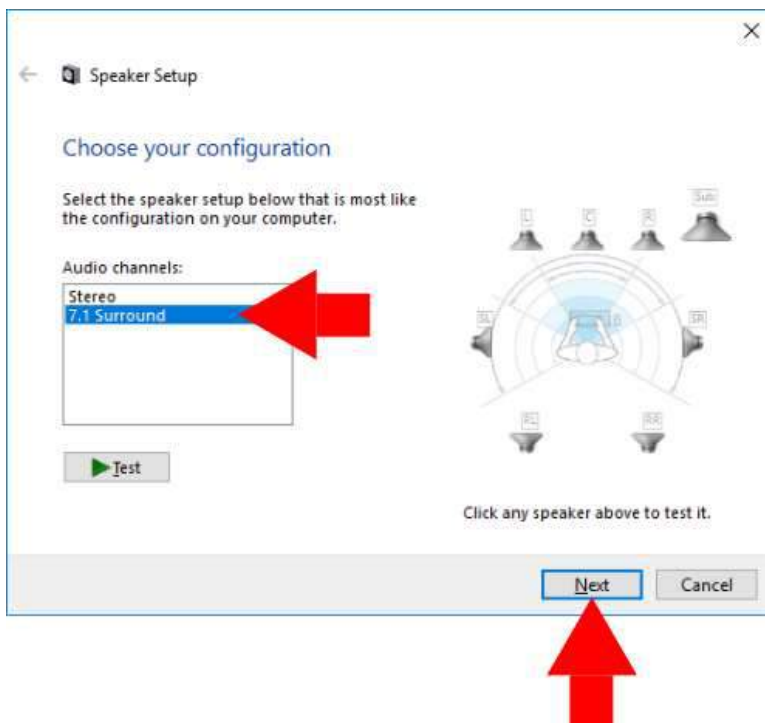 Speaker Setup
Choose your configuration
Select the speaker setup below that is most like
the configuration on your computer.
Audio channels:
Stereo
7.1 Surround
Test
L C R Sub
SL SR
RL RR
Click any speaker above to test it.
Next Cancel